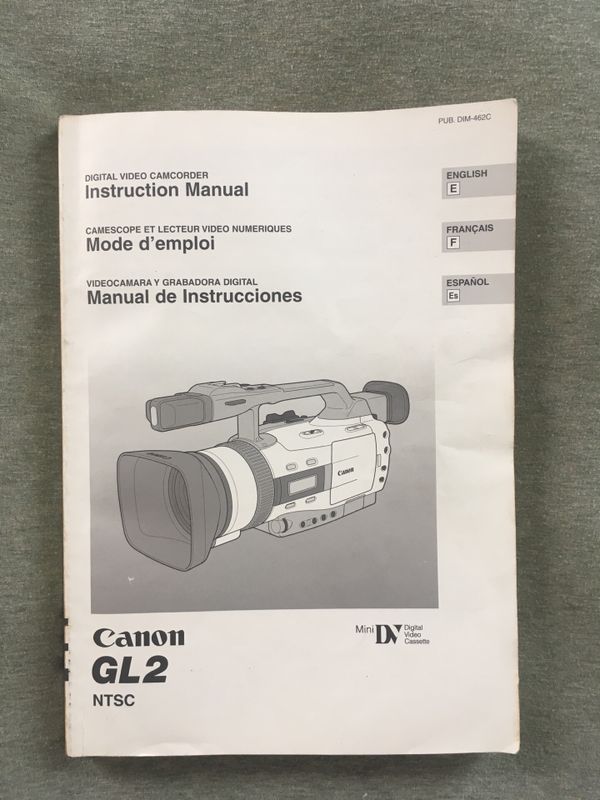 PUB. DIM-462C
DIGITAL VIDEO CAMCORDER
Instruction Manual
ENGLISH
E
CAMESCOPE ET LECTEUR VIDEO NUMERIQUES
Mode d'emploi
FRANÇAIS
F
VIDEOCAMARA Y GRABADORA DIGITAL
Manual de Instrucciones
ESPAÑOL
Es
Canon
Canon
Canon
GL2
NTSC
Mini DV Digital
Video
Cassette